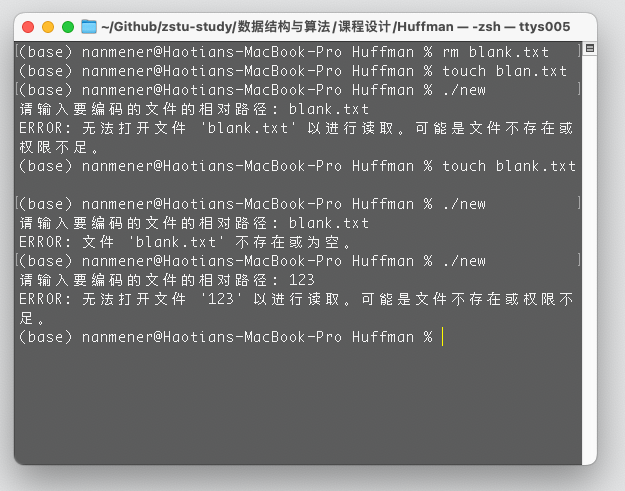 ~/Github/zstu-study/数据结构与算法/课程设计/Huffman — -zsh — ttys005
(base) nanmener@Haotians-MacBook-Pro Huffman % rm blank.txt
(base) nanmener@Haotians-MacBook-Pro Huffman % touch blan.txt
(base) nanmener@Haotians-MacBook-Pro Huffman % ./new
请输入要编码的文件的相对路径: blank.txt
ERROR: 无法打开文件 'blank.txt' 以进行读取。可能是文件不存在或
权限不足。
(base) nanmener@Haotians-MacBook-Pro Huffman % touch blank.txt
(base) nanmener@Haotians-MacBook-Pro Huffman % ./new
请输入要编码的文件的相对路径: blank.txt
ERROR: 文件 'blank.txt' 不存在或为空。
(base) nanmener@Haotians-MacBook-Pro Huffman % ./new
请输入要编码的文件的相对路径: 123
ERROR: 无法打开文件 '123' 以进行读取。可能是文件不存在或权限不
足。
(base) nanmener@Haotians-MacBook-Pro Huffman %